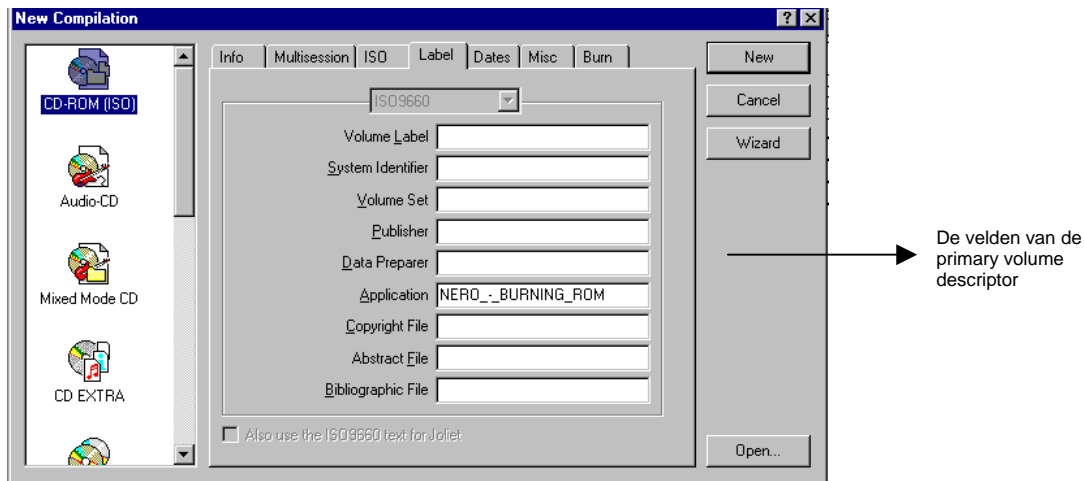 New Compilation
CD-ROM (ISO)
Audio-CD
Mixed Mode CD
CD EXTRA
Info
Multisession
ISO
Label
Dates
Misc
Burn
ISO9660
Volume Label
System Identifier
Volume Set
Publisher
Data Preparer
Application NERO_-_BURNING_ROM
Copyright File
Abstract File
Bibliographic File
Also use the ISO9660 text for Joliet
New
Cancel
Wizard
Open...
De velden van de
primary volume
descriptor